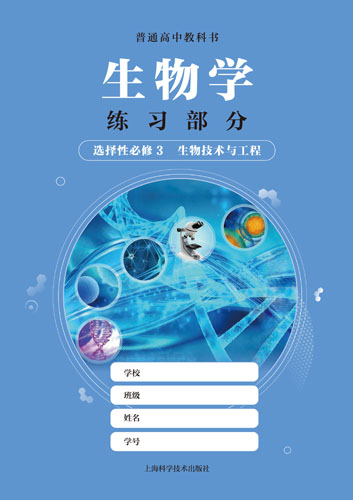 普通高中教科书
生物学
练习部分
选择性必修3 生物技术与工程
学校
班级
姓名
学号
上海科学技术出版社